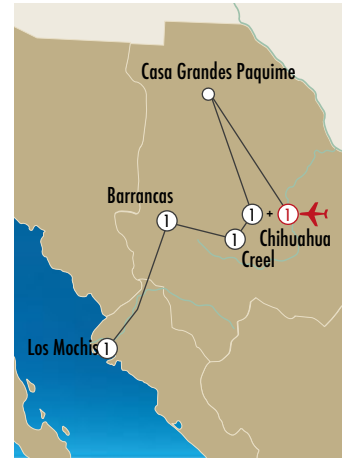 Casa Grandes Paquime
Barrancas
1
1 + 1
1
Chihuahua
Creel
Los Mochis 1